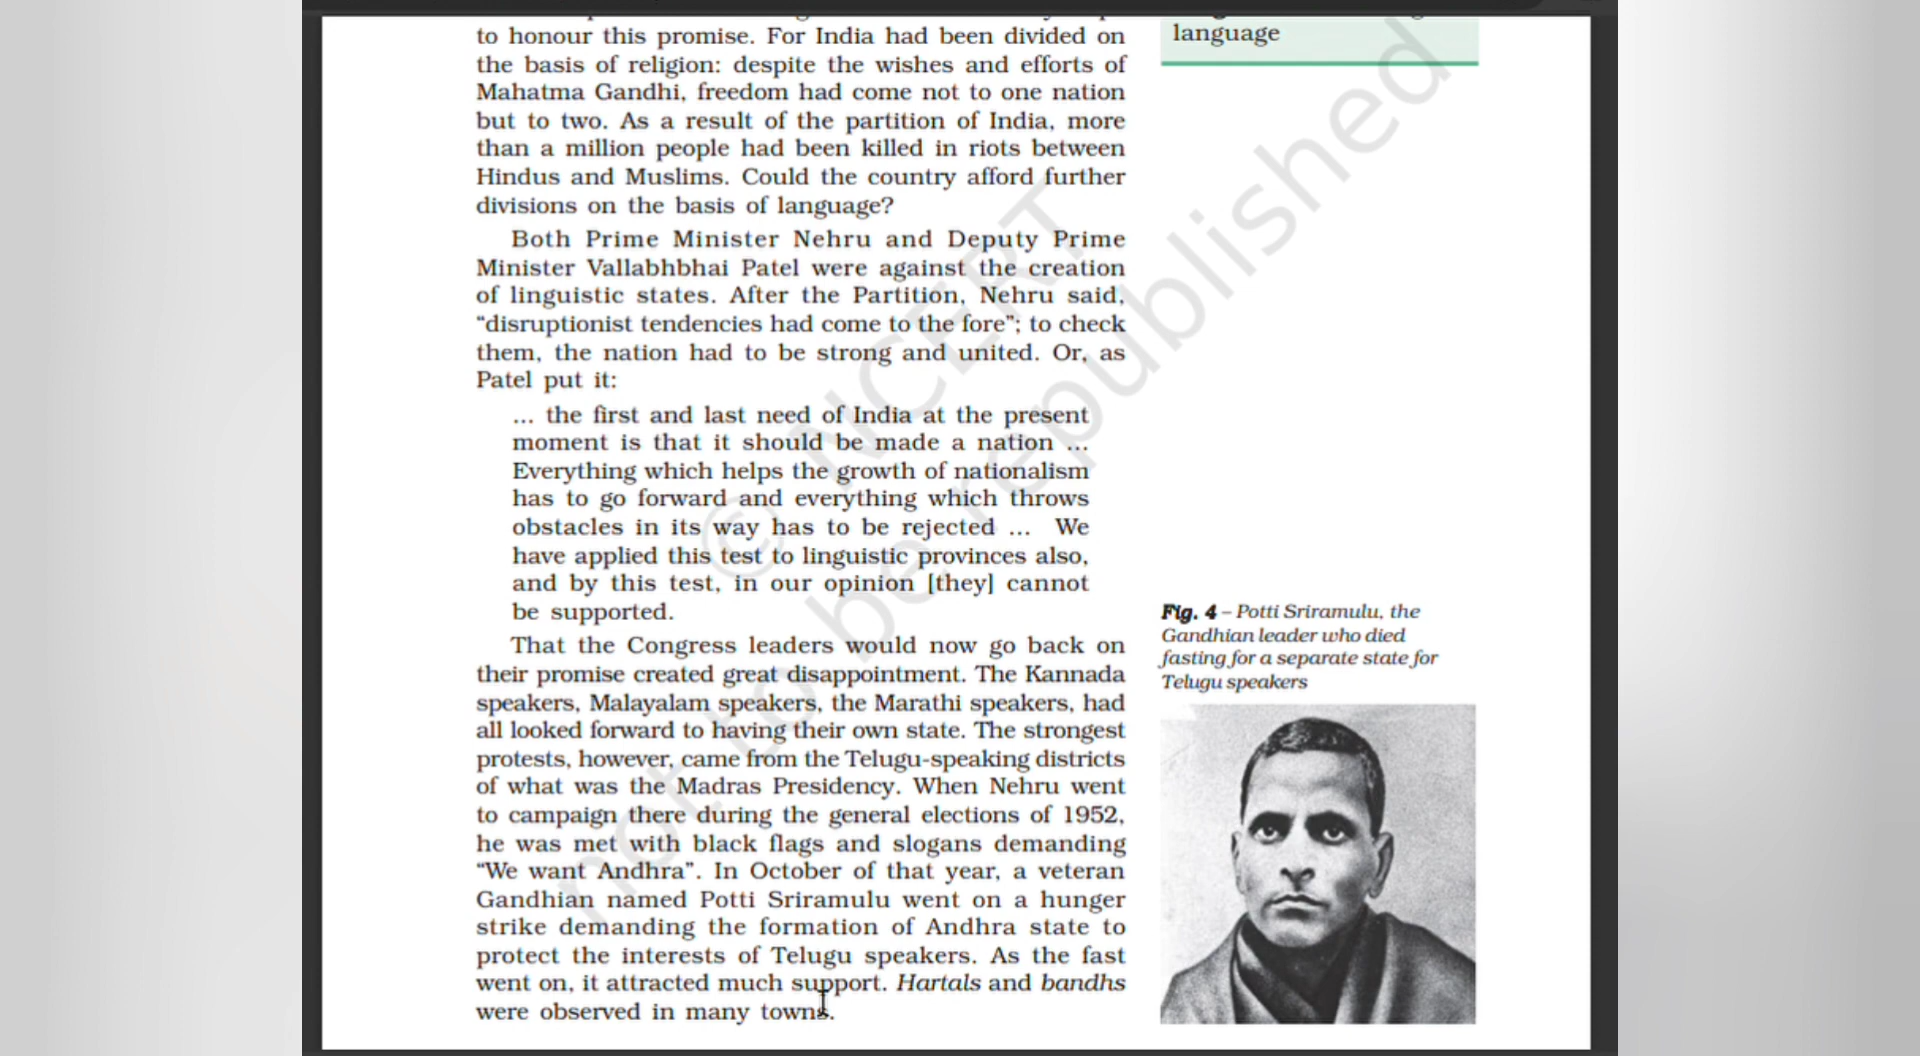 to honour this promise. For India had been divided on
the basis of religion: despite the wishes and efforts of
Mahatma Gandhi, freedom had come not to one nation
but to two. As a result of the partition of India, more
than a million people had been killed in riots between
Hindus and Muslims. Could the country afford further
divisions on the basis of language?
Both Prime Minister Nehru and Deputy Prime
Minister Vallabhbhai Patel were against the creation
of linguistic states. After the Partition, Nehru said,
“disruptionist tendencies had come to the fore”; to check
them, the nation had to be strong and united. Or, as
Patel put it:
... the first and last need of India at the present
moment is that it should be made a nation ...
Everything which helps the growth of nationalism
has to go forward and everything which throws
obstacles in its way has to be rejected ... We
have applied this test to linguistic provinces also,
and by this test, in our opinion [they] cannot
be supported.
That the Congress leaders would now go back on
their promise created great disappointment. The Kannada
speakers, Malayalam speakers, the Marathi speakers, had
all looked forward to having their own state. The strongest
protests, however, came from the Telugu-speaking districts
of what was the Madras Presidency. When Nehru went
to campaign there during the general elections of 1952,
he was met with black flags and slogans demanding
“We want Andhra”. In October of that year, a veteran
Gandhian named Potti Sriramulu went on a hunger
strike demanding the formation of Andhra state to
protect the interests of Telugu speakers. As the fast
went on, it attracted much support. Hartals and bandhs
were observed in many towns.
language
Fig. 4 – Potti Sriramulu, the
Gandhian leader who died
fasting for a separate state for
Telugu speakers
© NCERT
not to be republished